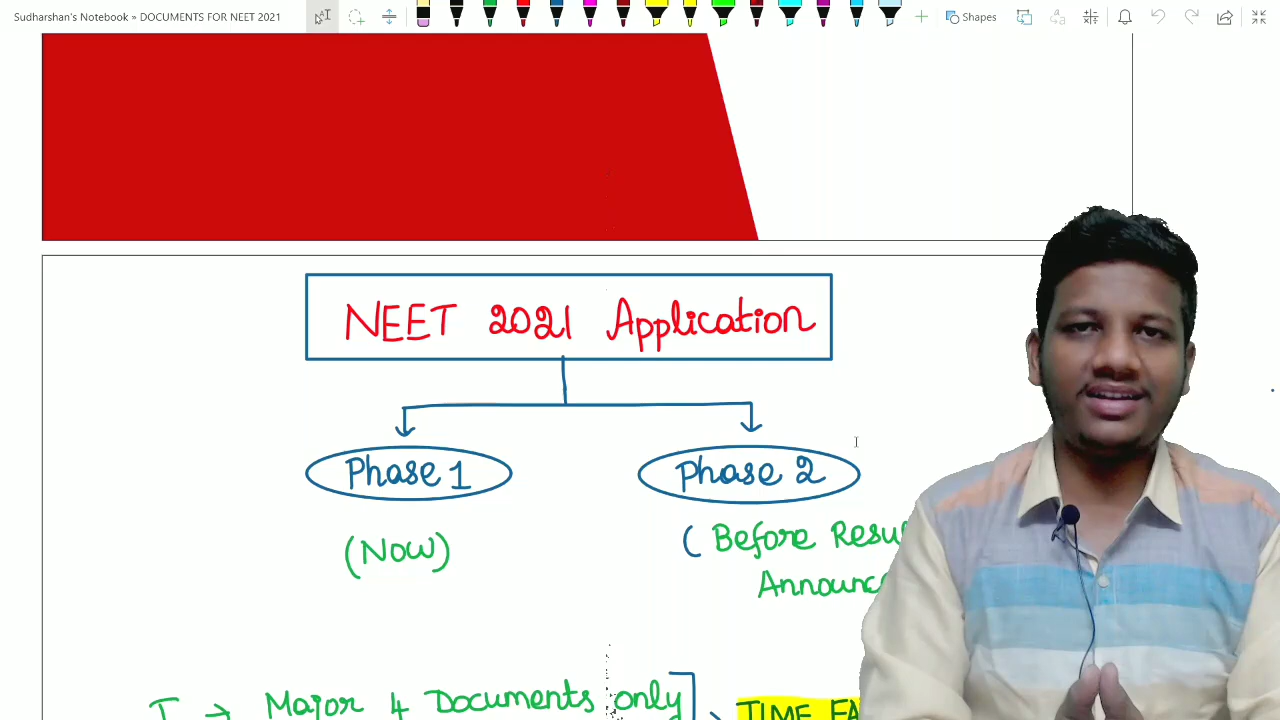 Sudharshan's Notebook » DOCUMENTS FOR NEET 2021
Shapes
NEET 2021 Application
Phase 1
Phase 2
(Now)
( Before
I → Major 4 Documents only
TIME